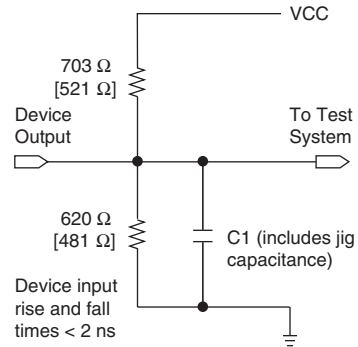 VCC
703 Ω
[521 Ω]
Device
Output
To Test
System
620 Ω
[481 Ω]
C1 (includes jig
capacitance)
Device input
rise and fall
times < 2 ns